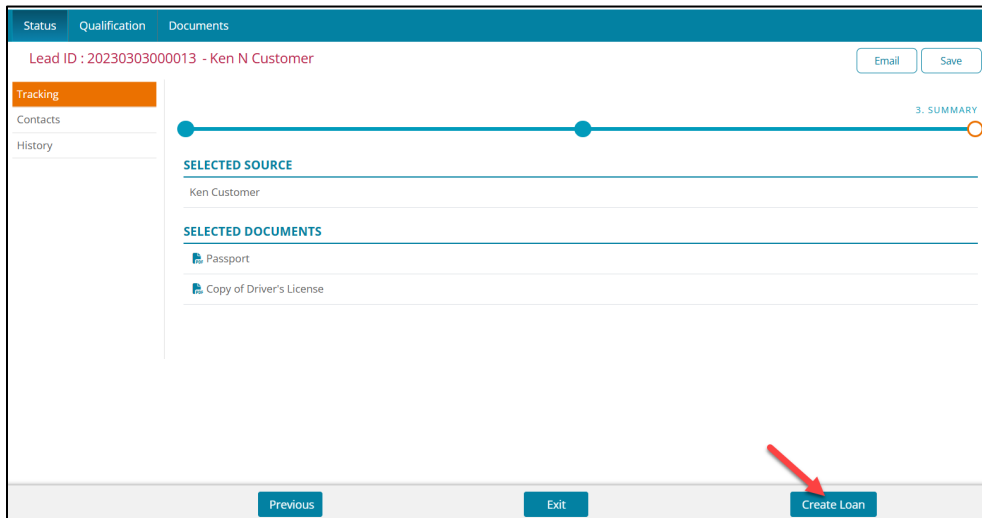 Status Qualification Documents
Lead ID : 20230303000013 - Ken N Customer
Email Save
Tracking
Contacts
History
3. SUMMARY
SELECTED SOURCE
Ken Customer
SELECTED DOCUMENTS
Passport
Copy of Driver's License
Previous Exit Create Loan